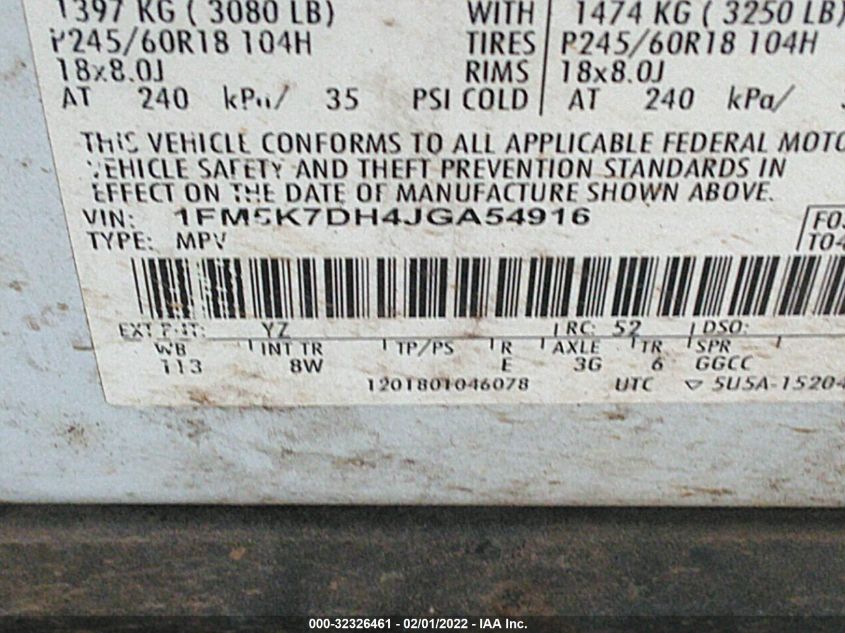 1397 KG ( 3080 LB) WITH 1474 KG ( 3250 LB)
P245/60R18 104H TIRES P245/60R18 104H
18x8.0J RIMS 18x8.0J
AT 240 kPa/ 35 PSI COLD AT 240 kPa/
THIS VEHICLE CONFORMS TO ALL APPLICABLE FEDERAL MOTO
VEHICLE SAFETY AND THEFT PREVENTION STANDARDS IN
EFFECT ON THE DATE OF MANUFACTURE SHOWN ABOVE.
VIN: 1FM5K7DH4JGA54916
TYPE: MPV
F03
T04
EXT PNT: YZ RC: 52 DSO:
WB INT TR TP/PS R AXLE TR SPR
113 8W E 3G 6 GGCC
1201801046078 UTC ▽ 5U5A-15204
000-32326461 - 02/01/2022 - IAA Inc.